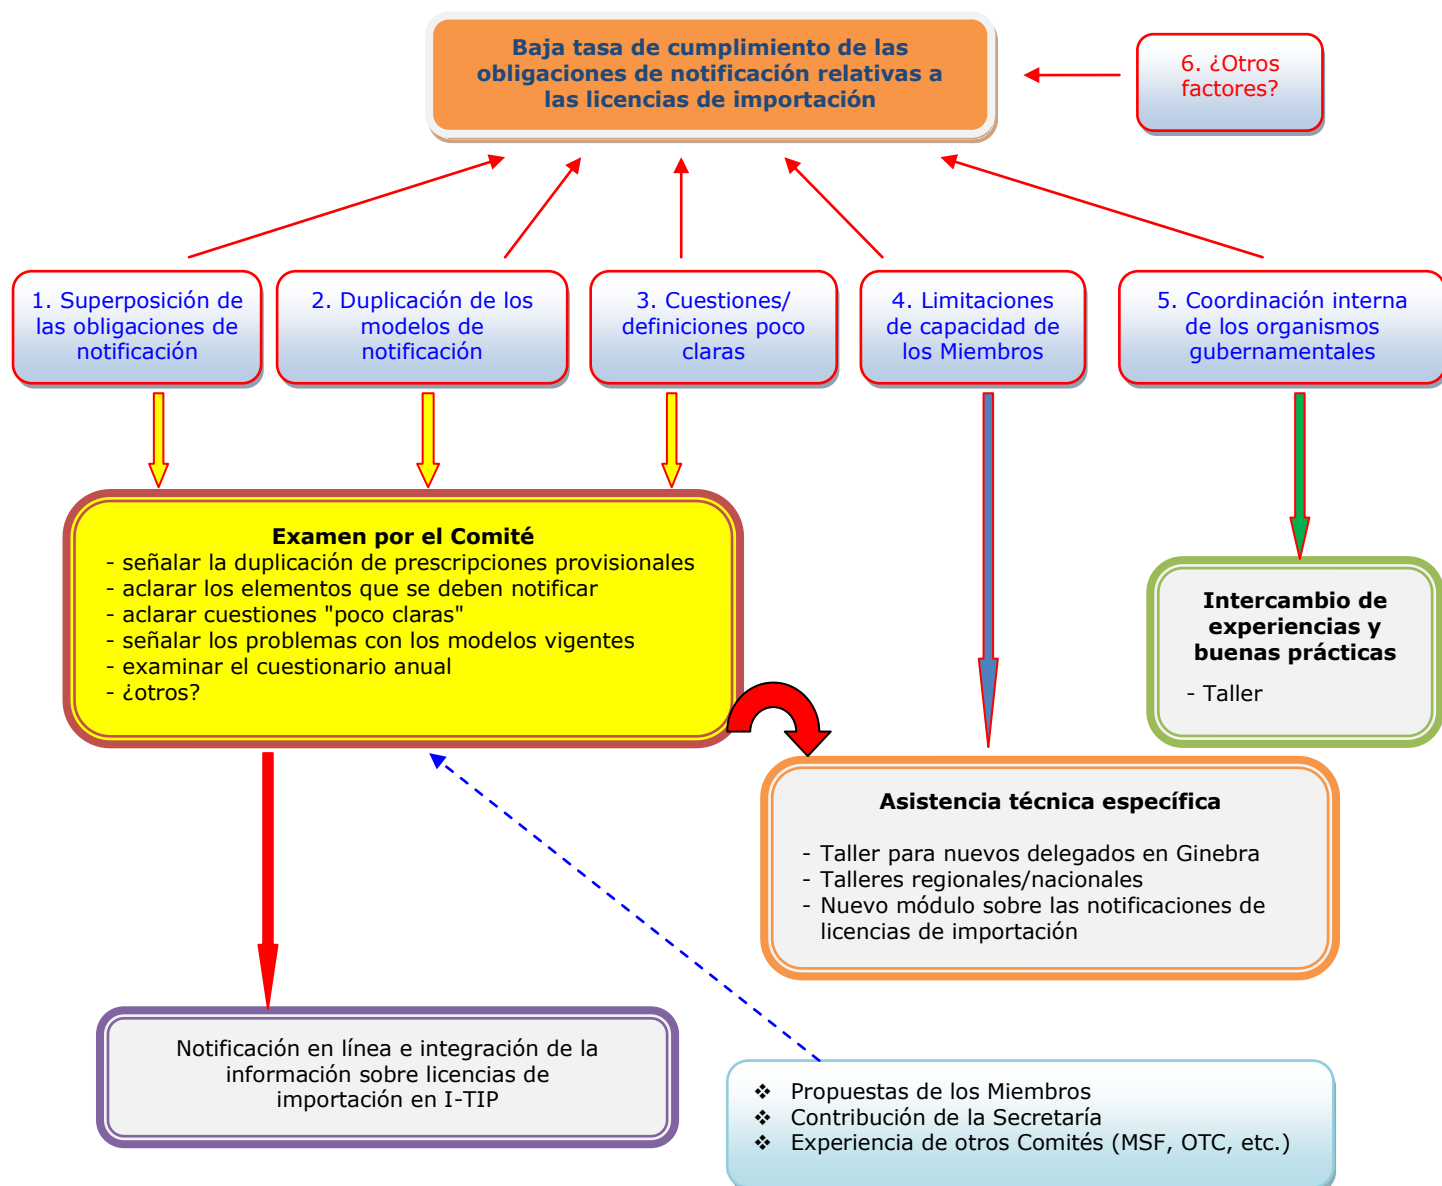 Baja tasa de cumplimiento de las
obligaciones de notificación relativas a
las licencias de importación
6. ¿Otros
factores?
1. Superposición de
las obligaciones de
notificación
2. Duplicación de los
modelos de
notificación
3. Cuestiones/
definiciones poco
claras
4. Limitaciones
de capacidad de
los Miembros
5. Coordinación interna
de los organismos
gubernamentales
Examen por el Comité
- señalar la duplicación de prescripciones provisionales
- aclarar los elementos que se deben notificar
- aclarar cuestiones "poco claras"
- señalar los problemas con los modelos vigentes
- examinar el cuestionario anual
- ¿otros?
Intercambio de
experiencias y
buenas prácticas
- Taller
Asistencia técnica específica
- Taller para nuevos delegados en Ginebra
- Talleres regionales/nacionales
- Nuevo módulo sobre las notificaciones de
licencias de importación
Notificación en línea e integración de la
información sobre licencias de
importación en I-TIP
❖ Propuestas de los Miembros
❖ Contribución de la Secretaría
❖ Experiencia de otros Comités (MSF, OTC, etc.)